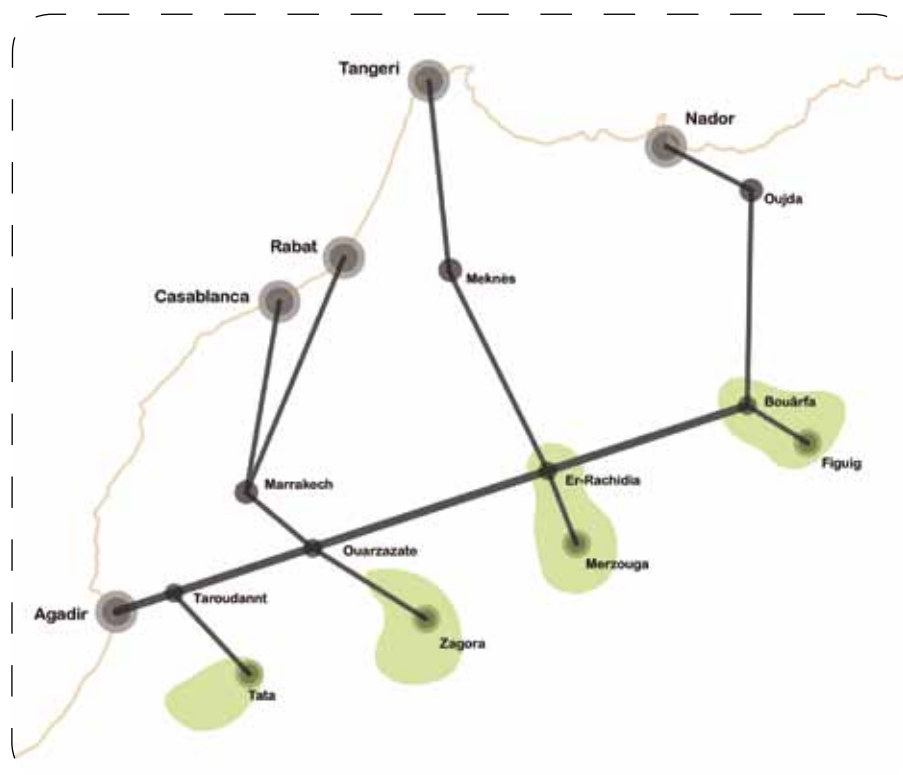 Tangeri
Nador
Oujda
Rabat
Meknès
Casablanca
Bouârfa
Figuig
Er-Rachidia
Marrakech
Ouarzazate
Merzouga
Taroudannt
Agadir
Zagora
Tata